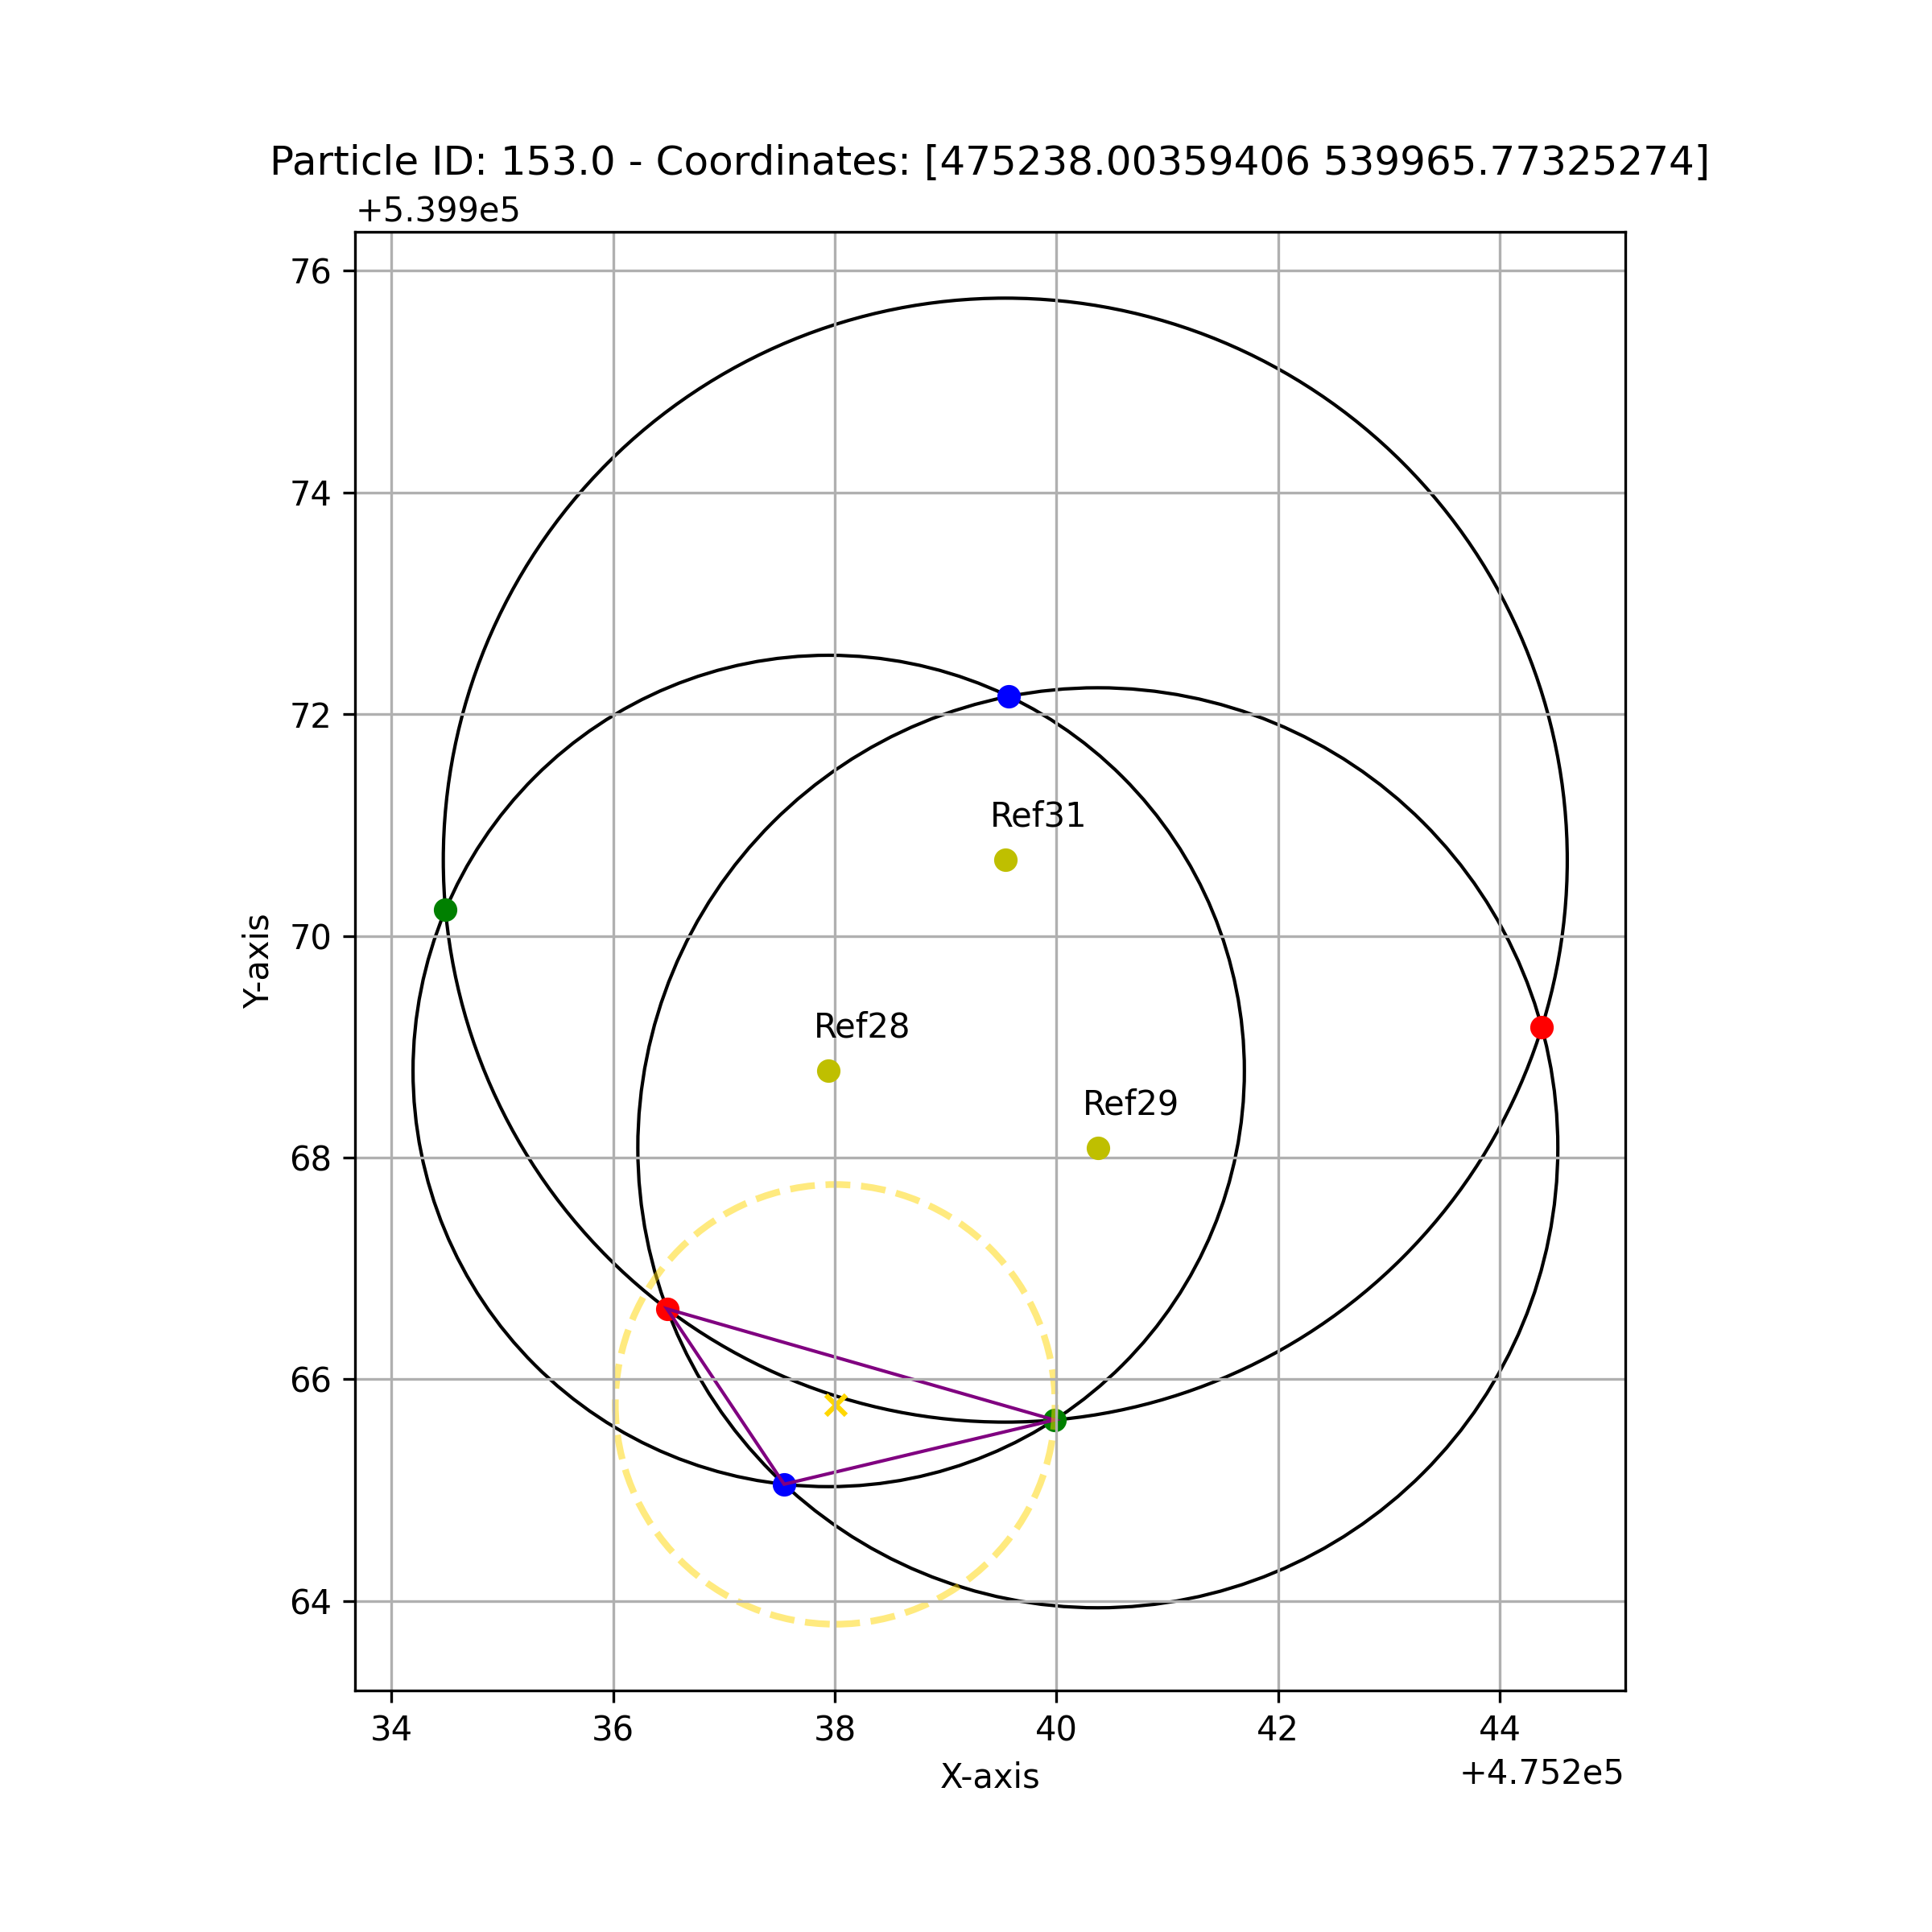 Particle ID: 153.0 - Coordinates: [475238.00359406 539965.77325274]
+5.399e5
76
74
72
70
68
66
64
Y-axis
Ref31
Ref28
Ref29
34 36 38 40 42 44
X-axis
+4.752e5